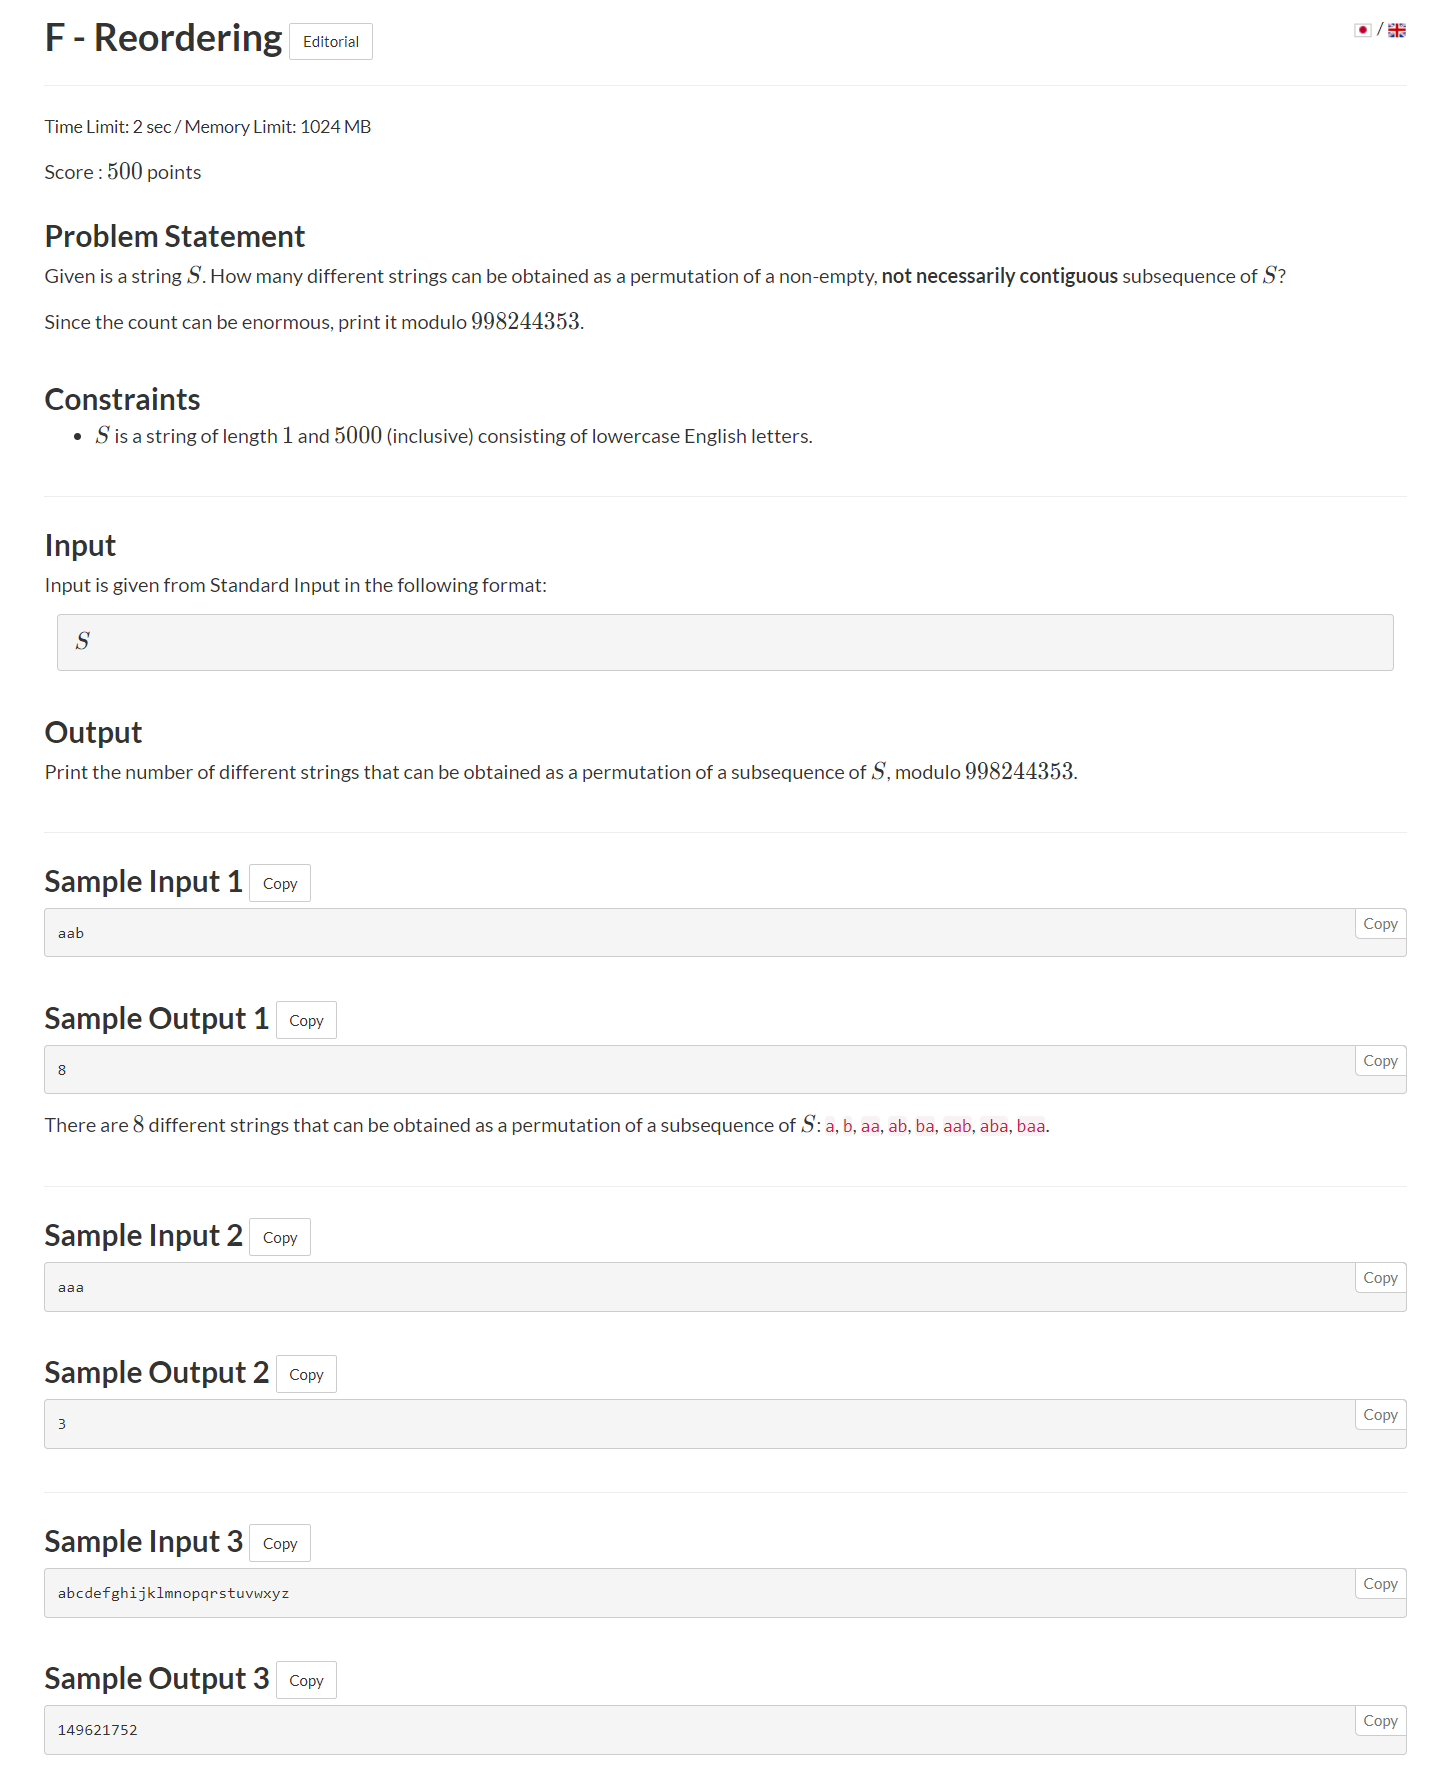 F - Reordering Editorial
/
Time Limit: 2 sec / Memory Limit: 1024 MB
Score : 500 points
Problem Statement
Given is a string S. How many different strings can be obtained as a permutation of a non-empty, not necessarily contiguous subsequence of S?
Since the count can be enormous, print it modulo 998244353.
Constraints
• S is a string of length 1 and 5000 (inclusive) consisting of lowercase English letters.
Input
Input is given from Standard Input in the following format:
S
Output
Print the number of different strings that can be obtained as a permutation of a subsequence of S, modulo 998244353.
Sample Input 1 Copy
Copy
aab
Sample Output 1 Copy
Copy
8
There are 8 different strings that can be obtained as a permutation of a subsequence of S: a, b, aa, ab, ba, aab, aba, baa.
Sample Input 2 Copy
Copy
aaa
Sample Output 2 Copy
Copy
3
Sample Input 3 Copy
Copy
abcdefghijklmnopqrstuvwxyz
Sample Output 3 Copy
Copy
149621752